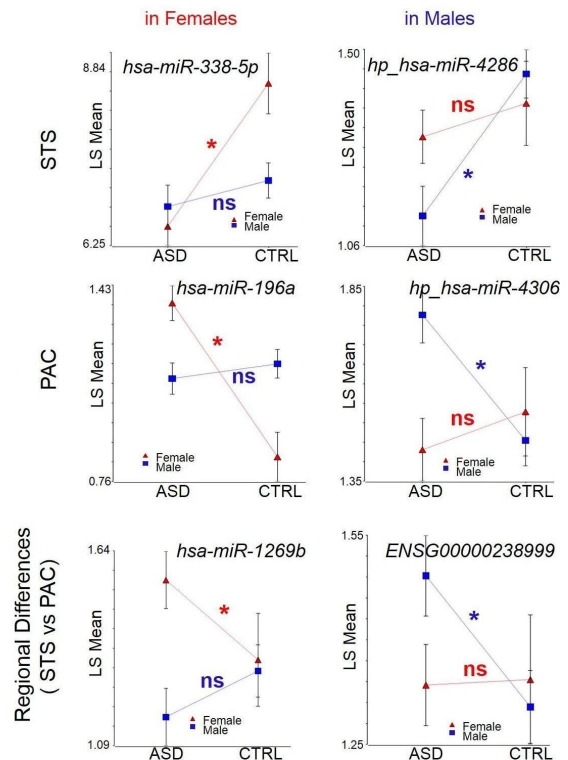 in Females
in Males
STS
LS Mean
8.84
6.25
hsa-miR-338-5p
*
ns
Female
Male
ASD
CTRL
LS Mean
1.50
1.06
hp_hsa-miR-4286
ns
*
Female
Male
ASD
CTRL
PAC
LS Mean
1.43
0.76
hsa-miR-196a
*
ns
Female
Male
ASD
CTRL
LS Mean
1.85
1.35
hp_hsa-miR-4306
*
ns
Female
Male
ASD
CTRL
Regional Differences
( STS vs PAC)
LS Mean
1.64
1.09
hsa-miR-1269b
*
ns
Female
Male
ASD
CTRL
LS Mean
1.55
1.25
ENSG00000238999
*
ns
Female
Male
ASD
CTRL